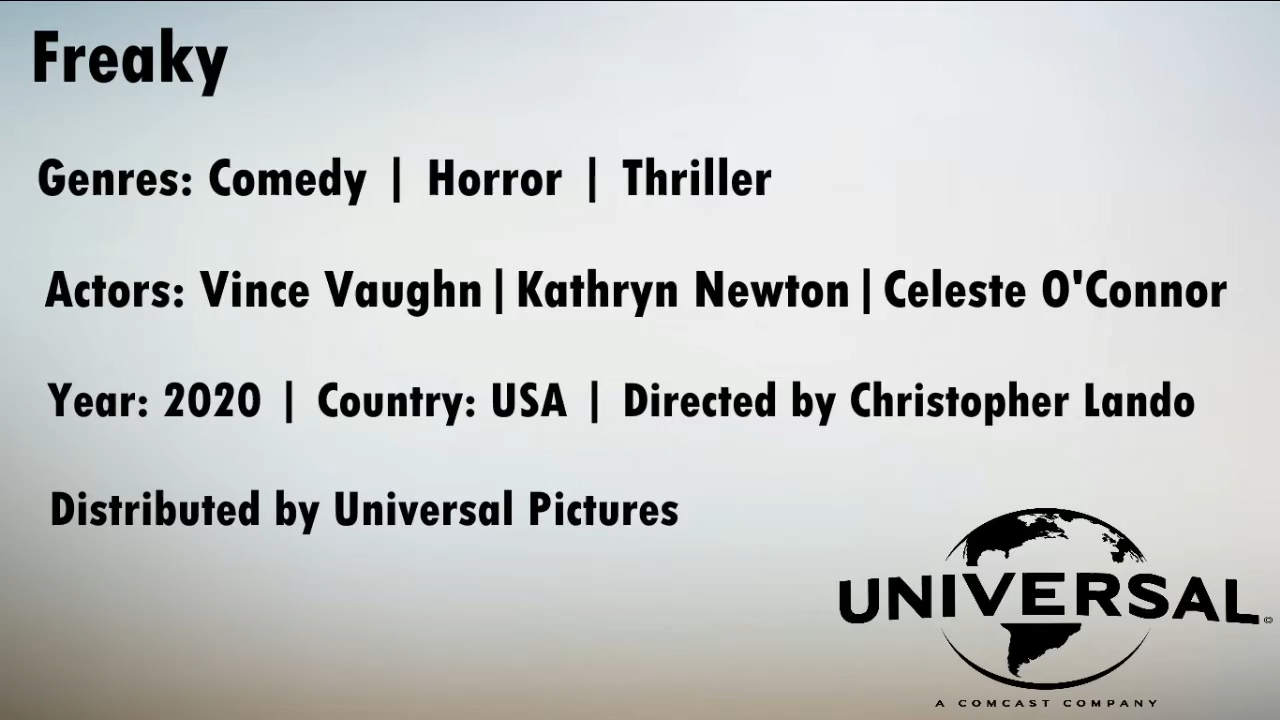 Freaky
Genres: Comedy | Horror | Thriller
Actors: Vince Vaughn|Kathryn Newton|Celeste O'Connor
Year: 2020 | Country: USA | Directed by Christopher Lando
Distributed by Universal Pictures
UNIVERSAL©
A COMCAST COMPANY